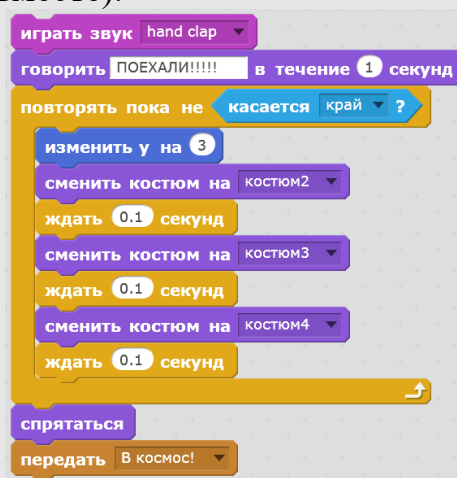 играть звук hand clap
говорить ПОЕХАЛИ!!!!! в течение 1 секунд
повторять пока не касается край ?
изменить y на 3
сменить костюм на костюм2
ждать 0.1 секунд
сменить костюм на костюм3
ждать 0.1 секунд
сменить костюм на костюм4
ждать 0.1 секунд
спрятаться
передать В космос!